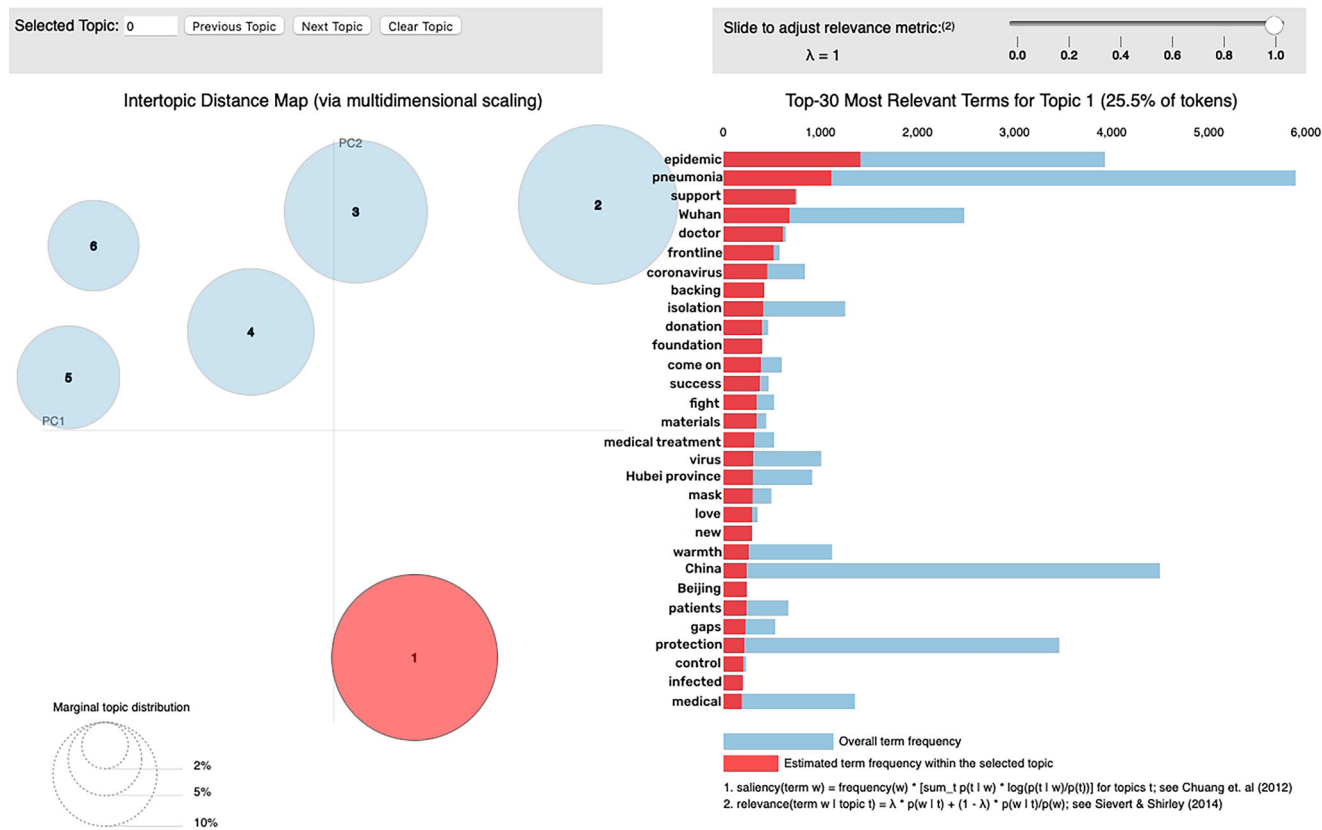 Selected Topic: 0 Previous Topic Next Topic Clear Topic
Slide to adjust relevance metric:(2)
λ = 1
0.0 0.2 0.4 0.6 0.8 1.0
Intertopic Distance Map (via multidimensional scaling)
PC2
3
2
6
4
5
PC1
1
Marginal topic distribution
2%
5%
10%
Top-30 Most Relevant Terms for Topic 1 (25.5% of tokens)
0 1,000 2,000 3,000 4,000 5,000 6,000
epidemic
pneumonia
support
Wuhan
doctor
frontline
coronavirus
backing
isolation
donation
foundation
come on
success
fight
materials
medical treatment
virus
Hubei province
mask
love
new
warmth
China
Beijing
patients
gaps
protection
control
infected
medical
Overall term frequency
Estimated term frequency within the selected topic
1. saliency(term w) = frequency(w) * [sum_t p(t l w) * log(p(t l w)/p(t))] for topics t; see Chuang et. al (2012)
2. relevance(term w l topic t) = λ * p(w l t) + (1 - λ) * p(w l t)/p(w); see Sievert & Shirley (2014)